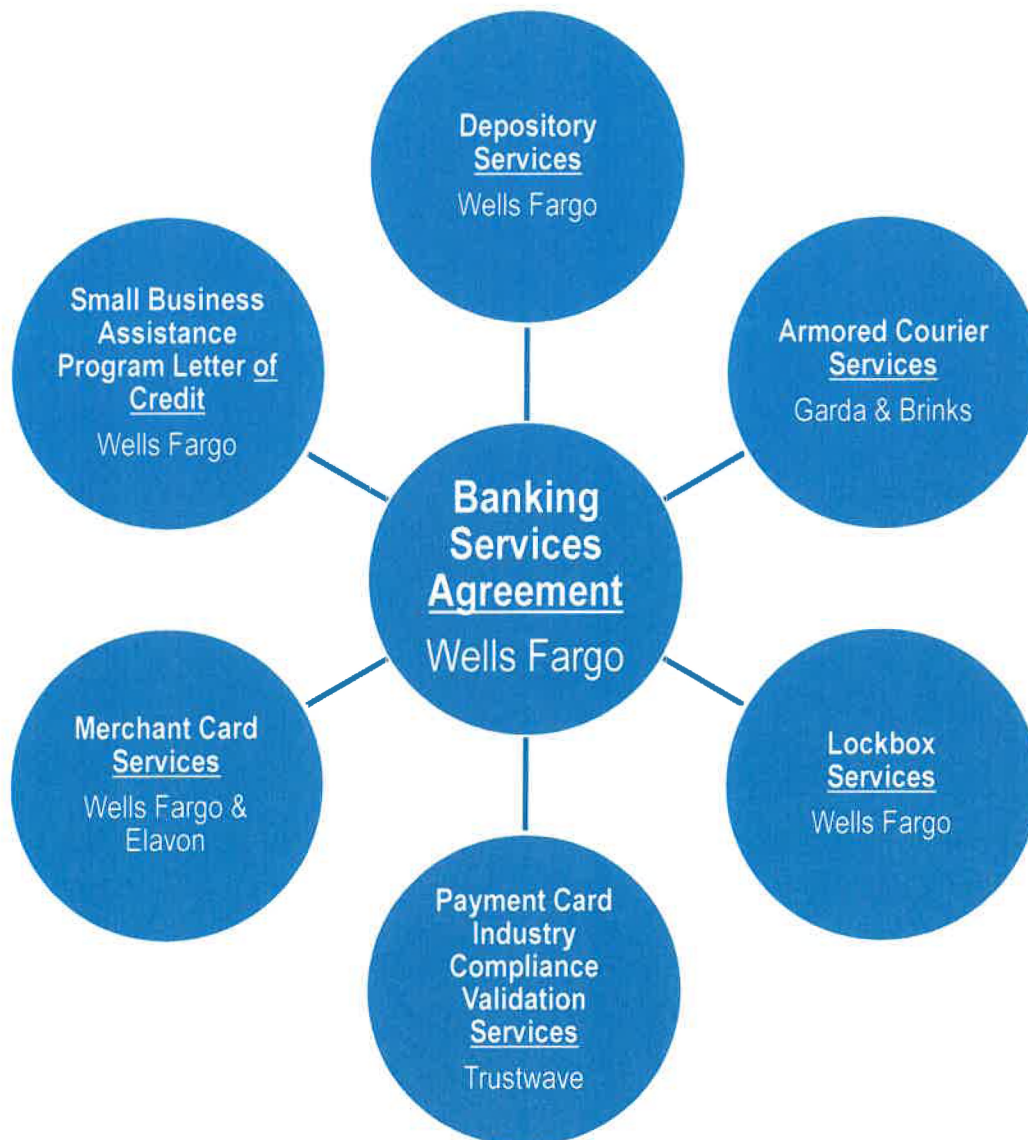 Depository
Services
Wells Fargo
Small Business
Assistance
Program Letter of
Credit
Wells Fargo
Armored Courier
Services
Garda & Brinks
Banking
Services
Agreement
Wells Fargo
Merchant Card
Services
Wells Fargo &
Elavon
Lockbox
Services
Wells Fargo
Payment Card
Industry
Compliance
Validation
Services
Trustwave